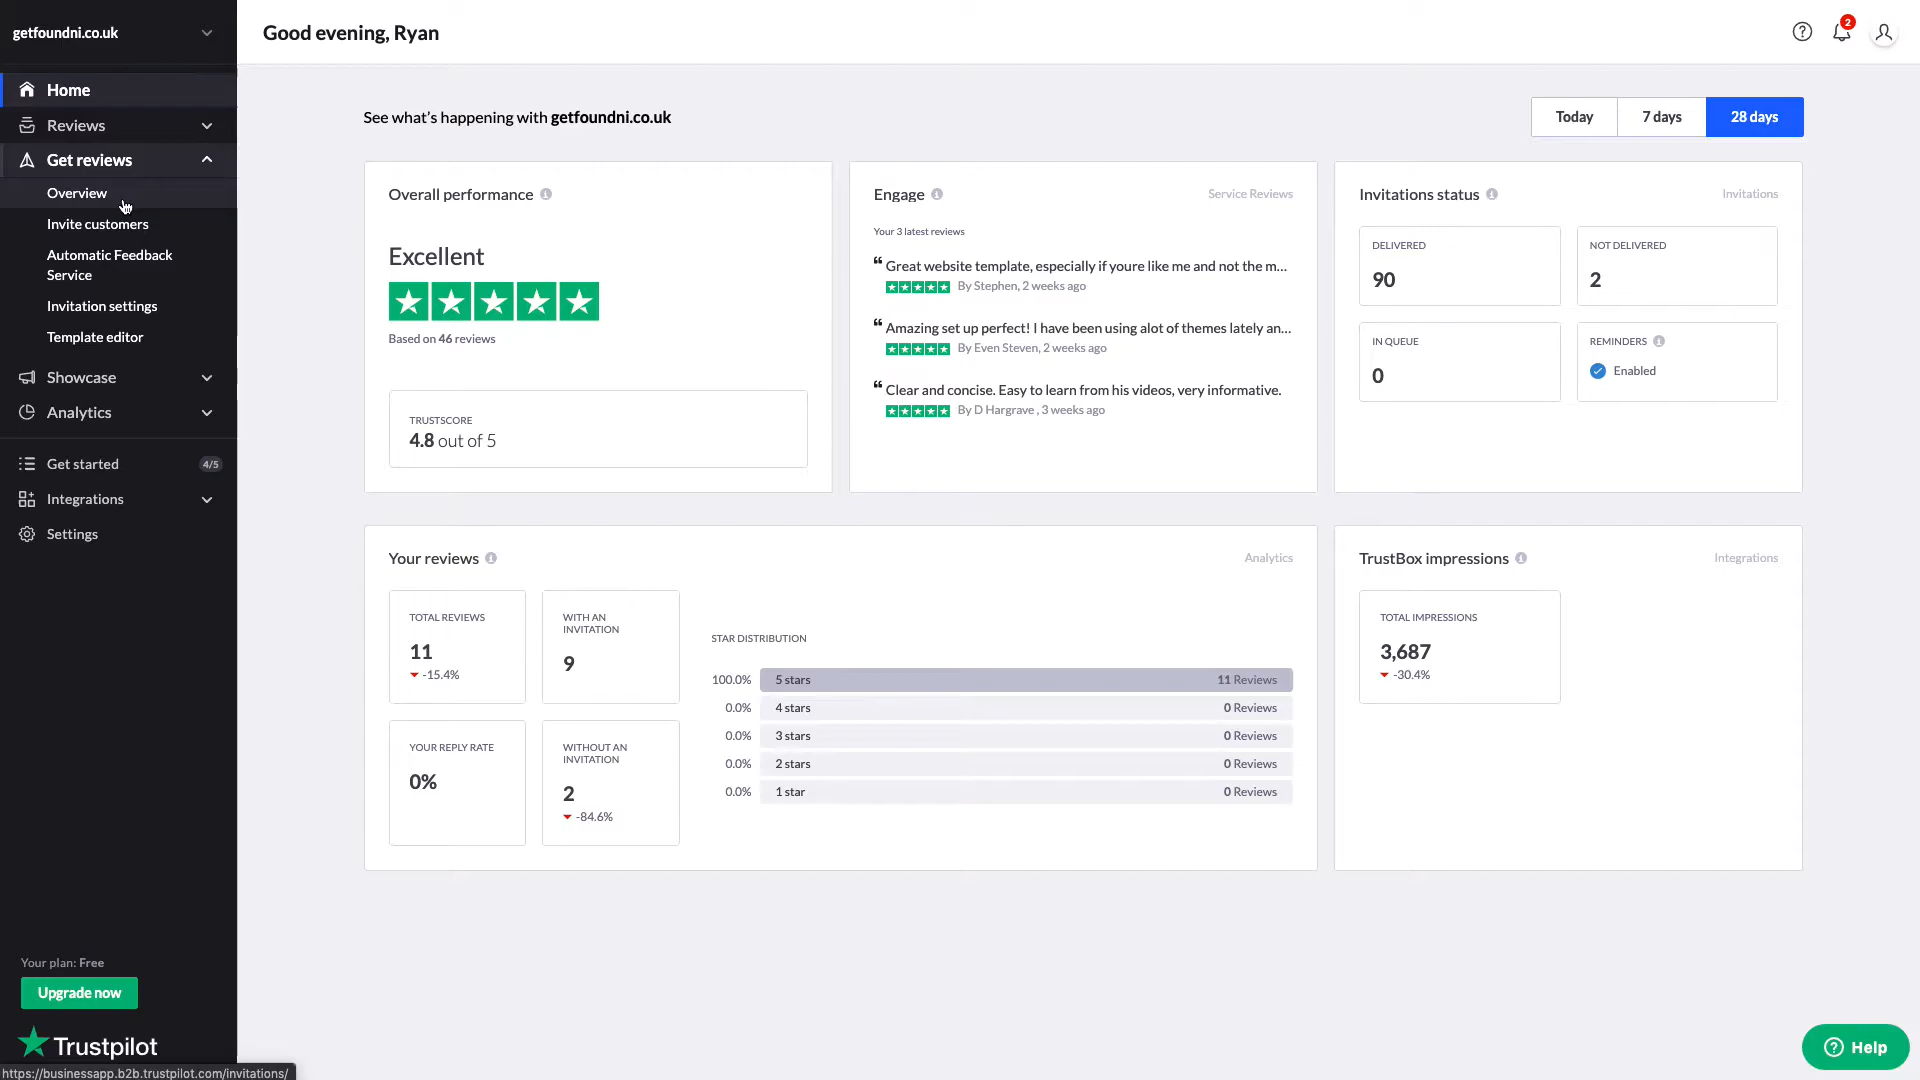 getfoundni.co.uk
Good evening, Ryan
2
Home
Reviews
Get reviews
Overview
Invite customers
Automatic Feedback
Service
Invitation settings
Template editor
Showcase
Analytics
Get started
4/5
Integrations
Settings
Your plan: Free
Upgrade now
Trustpilot
https://businessapp.b2b.trustpilot.com/invitations/
See what's happening with getfoundni.co.uk
Today
7 days
28 days
Overall performance
Excellent
Based on 46 reviews
TRUSTSCORE
4.8 out of 5
Engage
Service Reviews
Your 3 latest reviews
“ Great website template, especially if youre like me and not the m...
By Stephen, 2 weeks ago
“ Amazing set up perfect! I have been using alot of themes lately an...
By Even Steven, 2 weeks ago
“ Clear and concise. Easy to learn from his videos, very informative.
By D Hargrave , 3 weeks ago
Invitations status
Invitations
DELIVERED
90
NOT DELIVERED
2
IN QUEUE
0
REMINDERS
Enabled
Your reviews
Analytics
TOTAL REVIEWS
11
-15.4%
WITH AN
INVITATION
9
YOUR REPLY RATE
0%
WITHOUT AN
INVITATION
2
-84.6%
STAR DISTRIBUTION
100.0% 5 stars 11 Reviews
0.0% 4 stars 0 Reviews
0.0% 3 stars 0 Reviews
0.0% 2 stars 0 Reviews
0.0% 1 star 0 Reviews
TrustBox impressions
Integrations
TOTAL IMPRESSIONS
3,687
-30.4%
Help